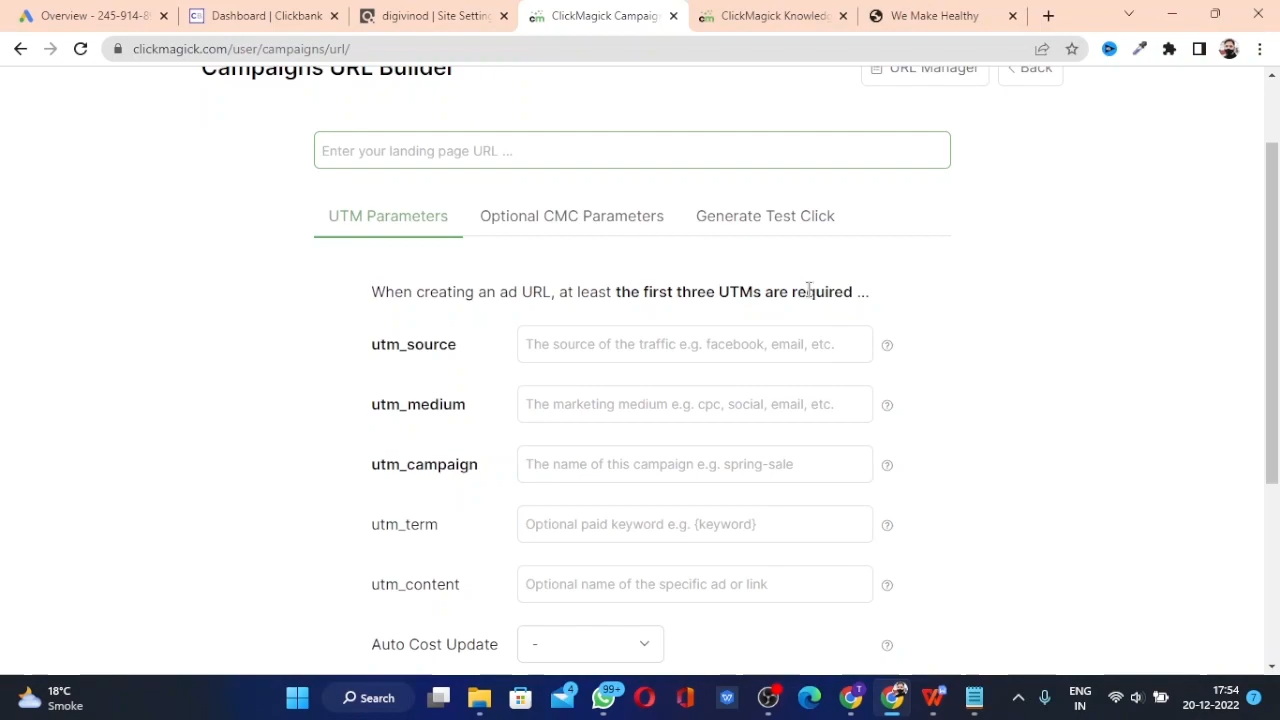 Overview - 245-914-8
Dashboard | Clickbank
digivinod | Site Setting
ClickMagick Campaig
ClickMagick Knowled
We Make Healthy
clickmagick.com/user/campaigns/url/
Campaigns URL Builder
URL Manager
Back
Enter your landing page URL ...
UTM Parameters
Optional CMC Parameters
Generate Test Click
When creating an ad URL, at least the first three UTMs are required ...
utm_source
The source of the traffic e.g. facebook, email, etc.
utm_medium
The marketing medium e.g. cpc, social, email, etc.
utm_campaign
The name of this campaign e.g. spring-sale
utm_term
Optional paid keyword e.g. {keyword}
utm_content
Optional name of the specific ad or link
Auto Cost Update
-
18°C
Smoke
Search
4
99+
ENG
IN
17:54
20-12-2022
7